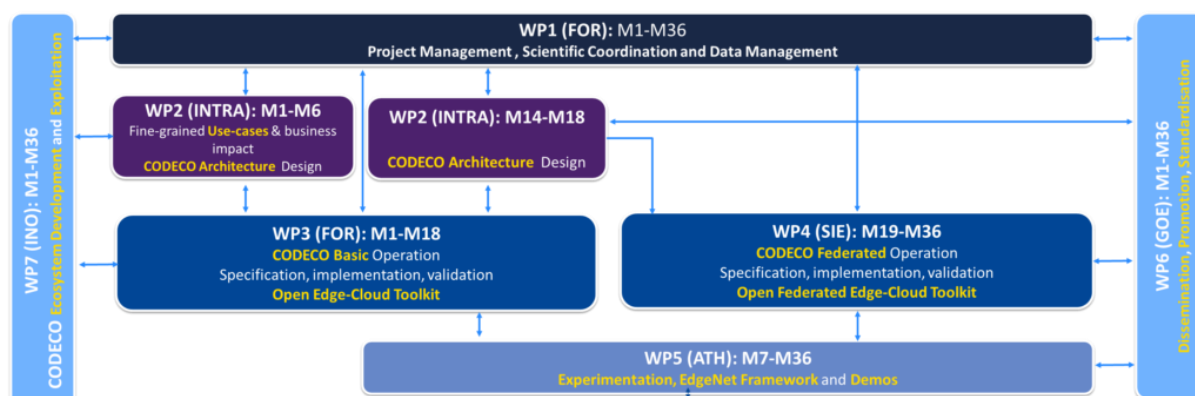 WP1 (FOR): M1-M36
Project Management , Scientific Coordination and Data Management
WP7 (INO): M1-M36
CODECO Ecosystem Development and Exploitation
WP2 (INTRA): M1-M6
Fine-grained Use-cases & business
impact
CODECO Architecture Design
WP2 (INTRA): M14-M18
CODECO Architecture Design
WP3 (FOR): M1-M18
CODECO Basic Operation
Specification, implementation, validation
Open Edge-Cloud Toolkit
WP4 (SIE): M19-M36
CODECO Federated Operation
Specification, implementation, validation
Open Federated Edge-Cloud Toolkit
WP5 (ATH): M7-M36
Experimentation, EdgeNet Framework and Demos
WP6 (GOE): M1-M36
Dissemination, Promotion, Standardisation